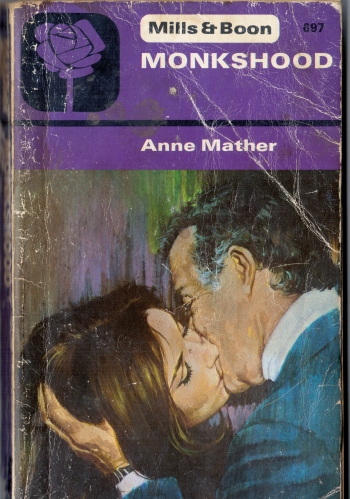 Mills & Boon
697
MONKSHOOD
Anne Mather